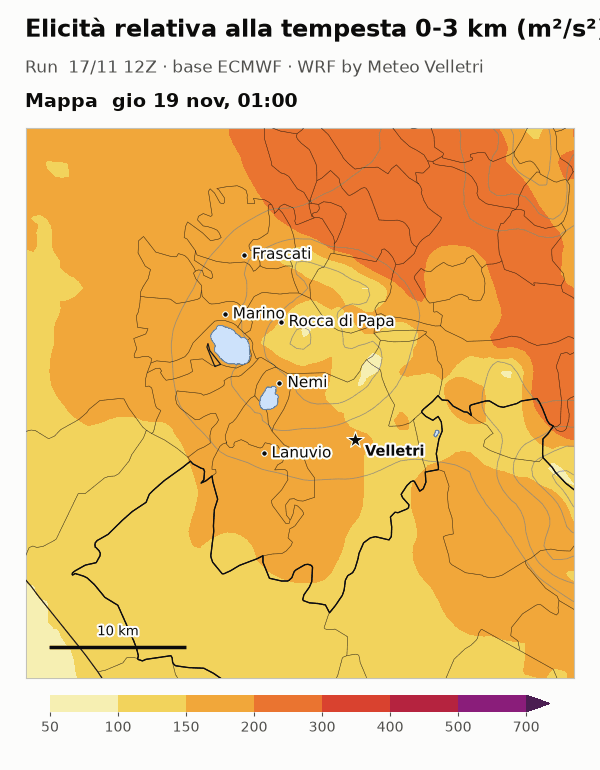 Elicità relativa alla tempesta 0-3 km (m²/s²)
Run  17/11 12Z · base ECMWF · WRF by Meteo Velletri
Mappa  gio 19 nov, 01:00
Frascati
Marino
Rocca di Papa
Nemi
Velletri
Lanuvio
10 km
50 100 150 200 300 400 500 700